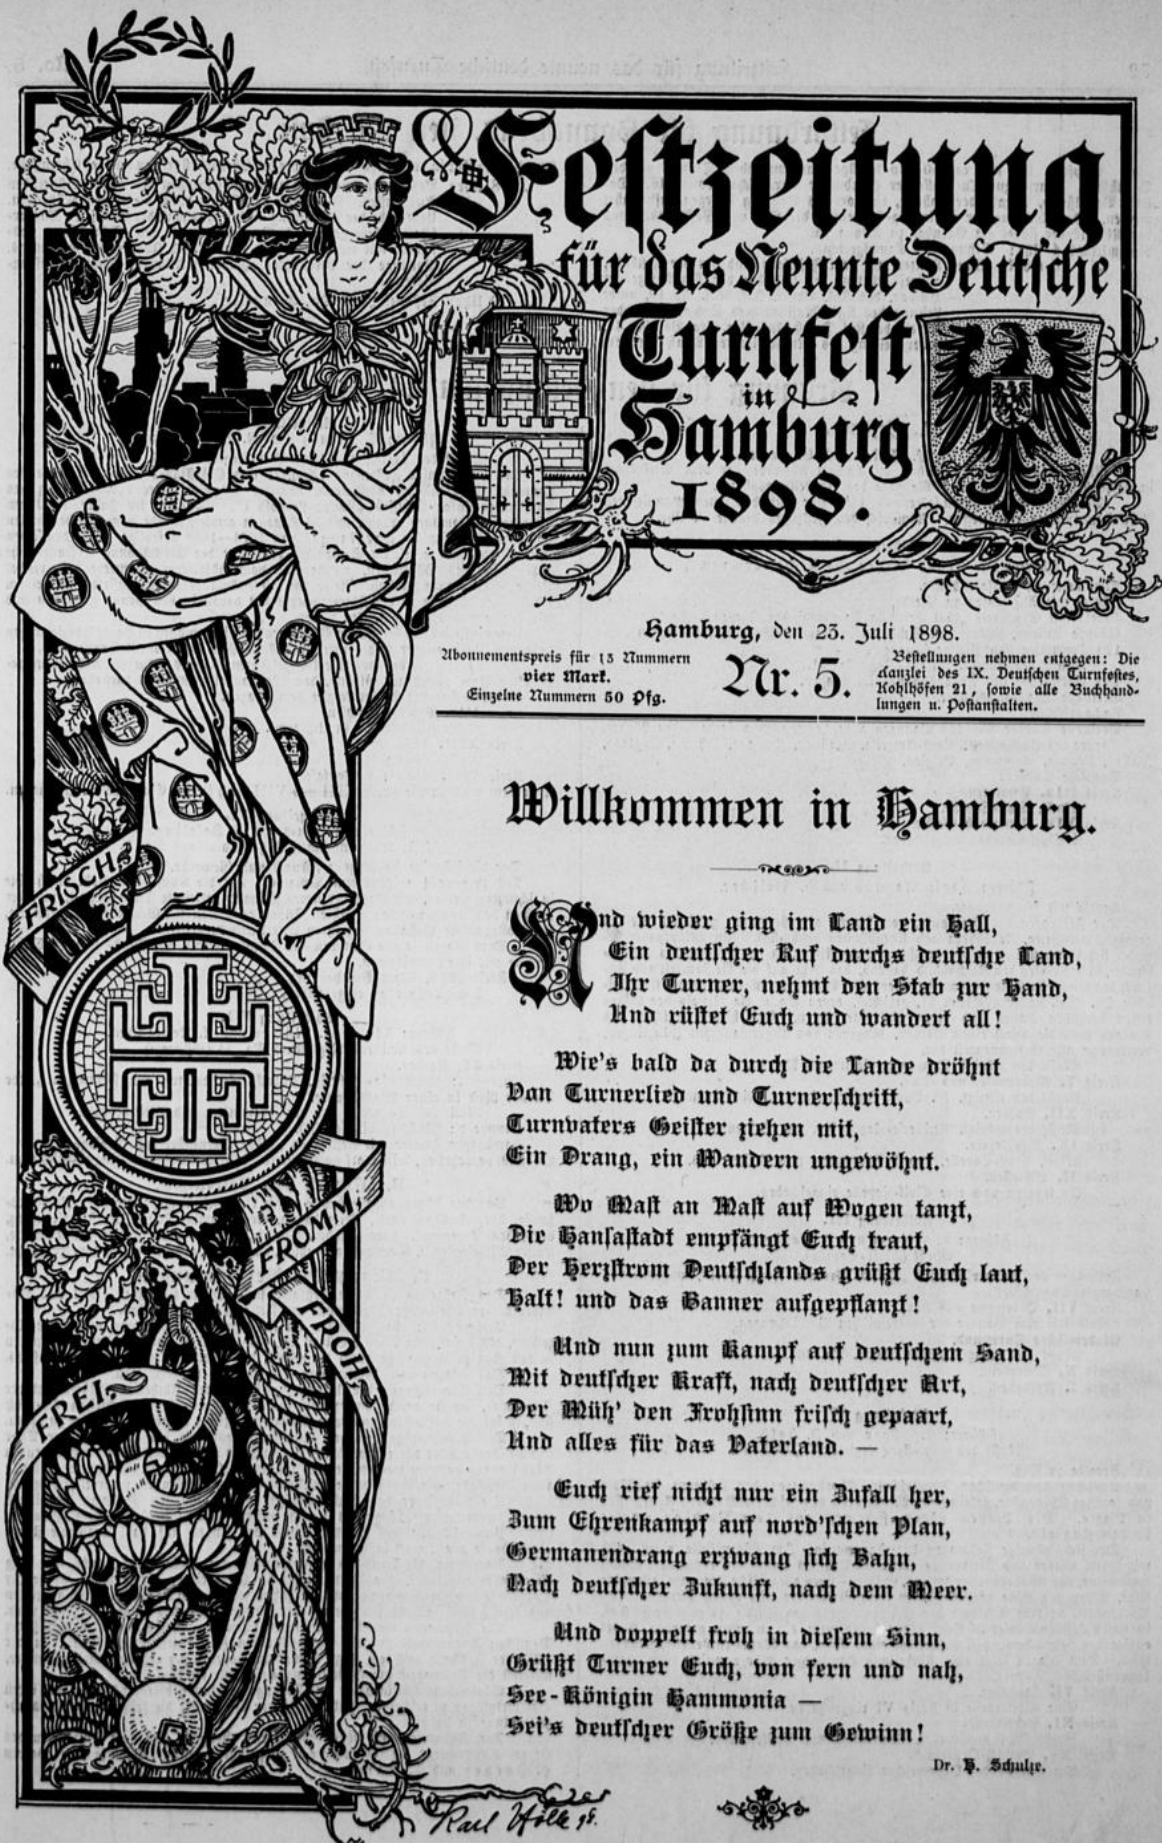 Festzeitung
für das Neunte Deutsche
Turnfest
in
Hamburg
1898.
Hamburg, den 23. Juli 1898.
Abonnementspreis für 13 Nummern
vier Mark.
Einzelne Nummern 50 Pfg.
Nr. 5.
Bestellungen nehmen entgegen: Die
Kanzlei des IX. Deutschen Turnfestes,
Kohlhöfen 21, sowie alle Buchhand-
lungen u. Postanstalten.
Willkommen in Hamburg.
Und wieder ging im Land ein Hall,
Ein deutscher Ruf durchs deutsche Land,
Ihr Turner, nehmt den Stab zur Hand,
Und rüstet Euch und wandert all!
Wie's bald da durch die Lande dröhnt
Von Turnerlied und Turnerschritt,
Turnvaters Geister ziehen mit,
Ein Drang, ein Wandern ungewöhnt.
Wo Mast an Mast auf Wogen tanzt,
Die Hansastadt empfängt Euch traut,
Der Herzstrom Deutschlands grüßt Euch laut,
Halt! und das Banner aufgepflanzt!
Und nun zum Kampf auf deutschem Sand,
Mit deutscher Kraft, nach deutscher Art,
Der Müh' den Frohsinn frisch gepaart,
Und alles für das Vaterland. —
Euch rief nicht nur ein Zufall her,
Zum Ehrenkampf auf nord'schen Plan,
Germanendrang erzwang sich Bahn,
Nach deutscher Zukunft, nach dem Meer.
Und doppelt froh in diesem Sinn,
Grüßt Turner Euch, von fern und nah,
See-Königin Hammonia —
Sei's deutscher Größe zum Gewinn!
Dr. H. Schulze.
FRISCH,
FROMM,
FROH,
FREI.
Karl